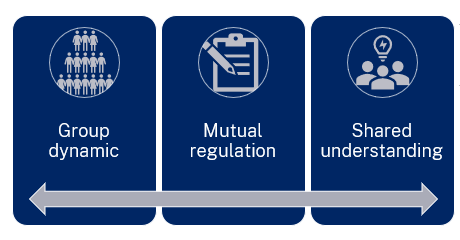 Group
dynamic
Mutual
regulation
Shared
understanding